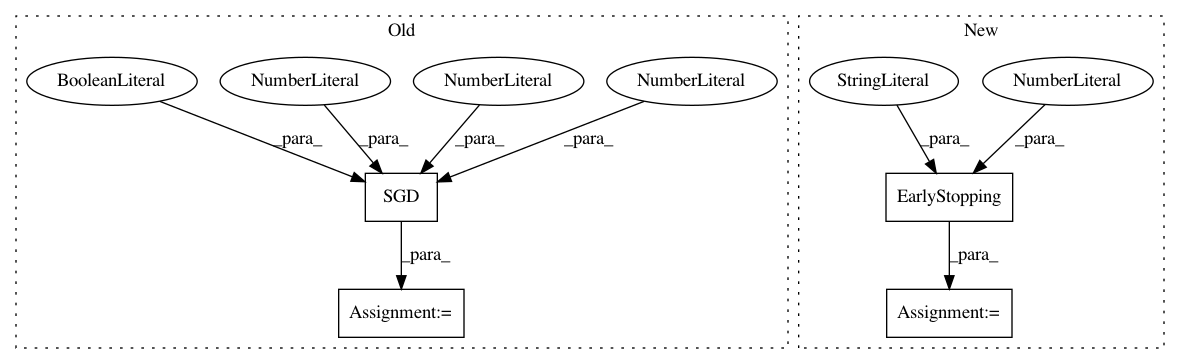 Old
New
BooleanLiteral
NumberLiteral
NumberLiteral
NumberLiteral
StringLiteral
NumberLiteral
_para_
_para_
_para_
_para_
_para_
_para_
SGD
EarlyStopping
_para_
_para_
Assignment:=
Assignment:=